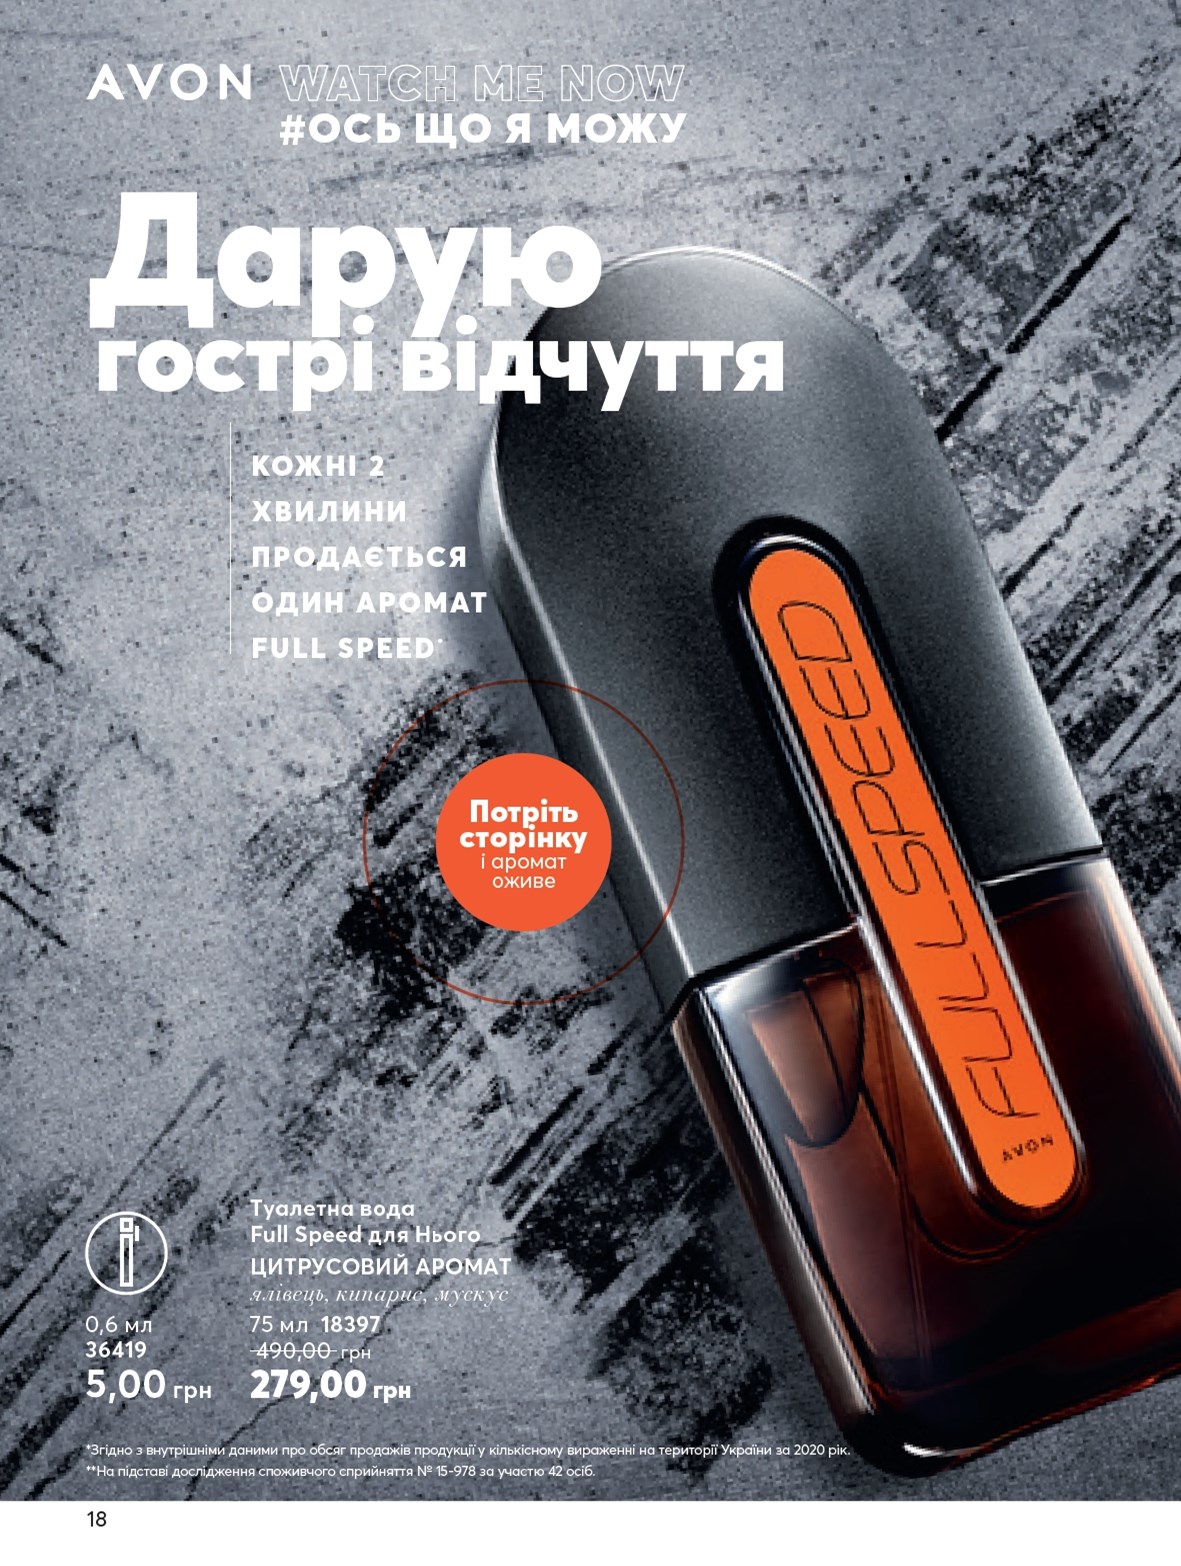 AVON WATCH ME NOW
#ОСЬ ЩО Я МОЖУ
Дарую
гострі відчуття
КОЖНІ 2
ХВИЛИНИ
ПРОДАЄТЬСЯ
ОДИН АРОМАТ
FULL SPEED*
Потріть
сторінку
і аромат
оживе
FULL SPEED
AVON
Туалетна вода
Full Speed для Нього
ЦИТРУСОВИЙ АРОМАТ
ялівець, кипарис, мускус
0,6 мл
36419
5,00 грн
75 мл 18397
490,00 грн
279,00 грн
*Згідно з внутрішніми даними про обсяг продажів продукції у кількісному вираженні на території України за 2020 рік.
**На підставі дослідження споживчого сприйняття № 15-978 за участю 42 осіб.
18